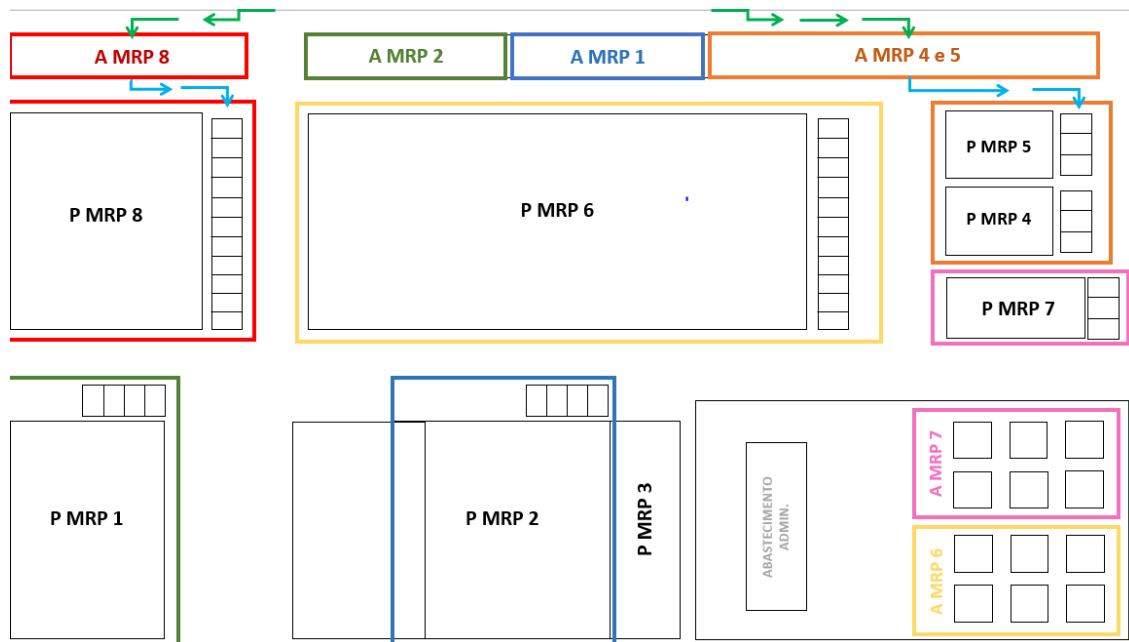 A MRP 8
A MRP 2
A MRP 1
A MRP 4 e 5
P MRP 8
P MRP 6
P MRP 5
P MRP 4
P MRP 7
P MRP 1
P MRP 2
P MRP 3
ABASTECIMENTO
ADMIN.
A MRP 7
A MRP 6